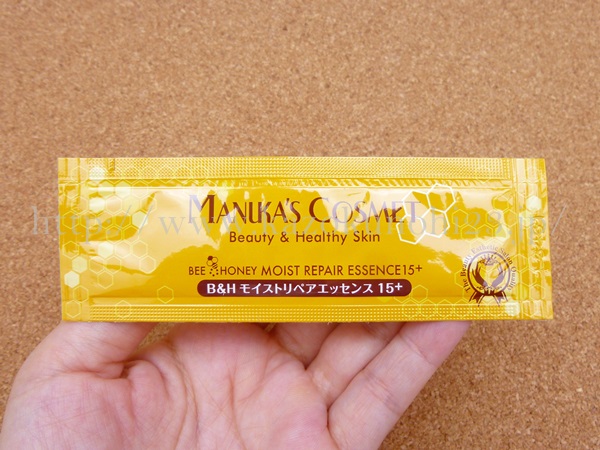 MANUKA'S COSMET
Beauty & Healthy Skin
BEE HONEY MOIST REPAIR ESSENCE15+
B&H モイストリペアエッセンス 15+